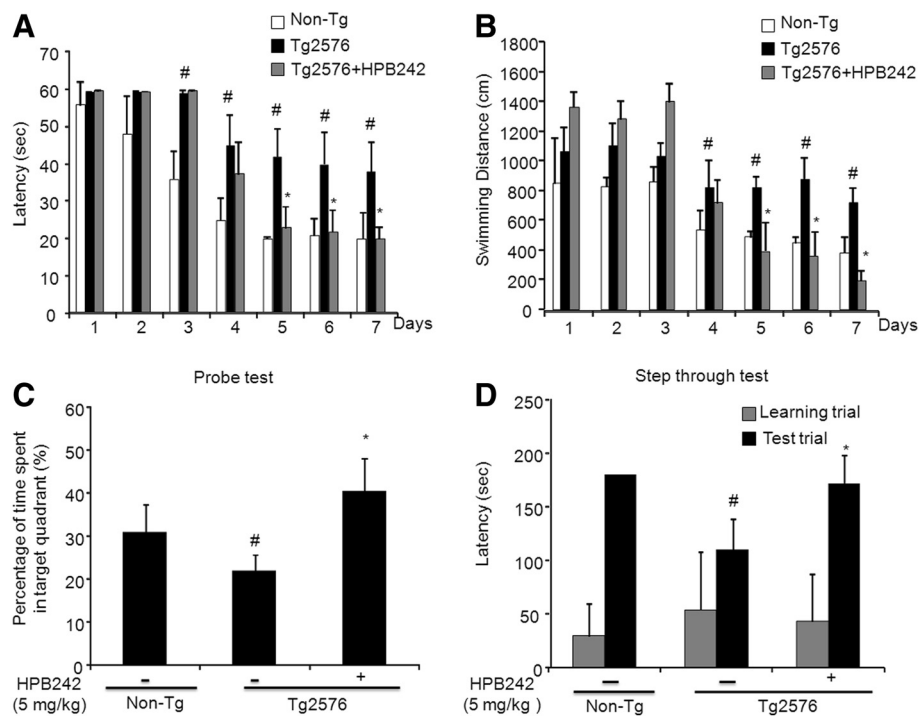 A
Non-Tg
Tg2576
Tg2576+HPB242
Latency (sec)
70
60
50
40
30
20
10
0
#
#
#
#
#
*
*
*
1 2 3 4 5 6 7 Days
B
Non-Tg
Tg2576
Tg2576+HPB242
Swimming Distance (cm)
1800
1600
1400
1200
1000
800
600
400
200
0
#
#
#
#
*
*
*
1 2 3 4 5 6 7 Days
C
Probe test
Percentage of time spent
in target quadrant (%)
60
50
40
30
20
10
0
#
*
HPB242 - - +
(5 mg/kg) Non-Tg Tg2576
D
Step through test
Learning trial
Test trial
Latency (sec)
250
200
150
100
50
0
#
*
HPB242 - - +
(5 mg/kg ) Non-Tg Tg2576